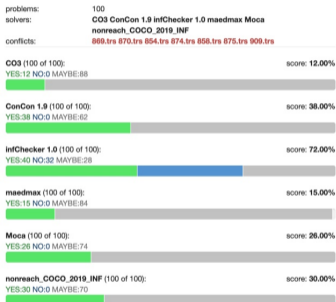 problems: 100
solvers: CO3 ConCon 1.9 infChecker 1.0 maedmax Moca
nonreach_COCO_2019_INF
conflicts: 869.trs 870.trs 854.trs 874.trs 858.trs 875.trs 909.trs
CO3 (100 of 100): score: 12.00%
YES:12 NO:0 MAYBE:88
ConCon 1.9 (100 of 100): score: 38.00%
YES:38 NO:0 MAYBE:62
infChecker 1.0 (100 of 100): score: 72.00%
YES:40 NO:32 MAYBE:28
maedmax (100 of 100): score: 15.00%
YES:15 NO:0 MAYBE:84
Moca (100 of 100): score: 26.00%
YES:26 NO:0 MAYBE:74
nonreach_COCO_2019_INF (100 of 100): score: 30.00%
YES:30 NO:0 MAYBE:70